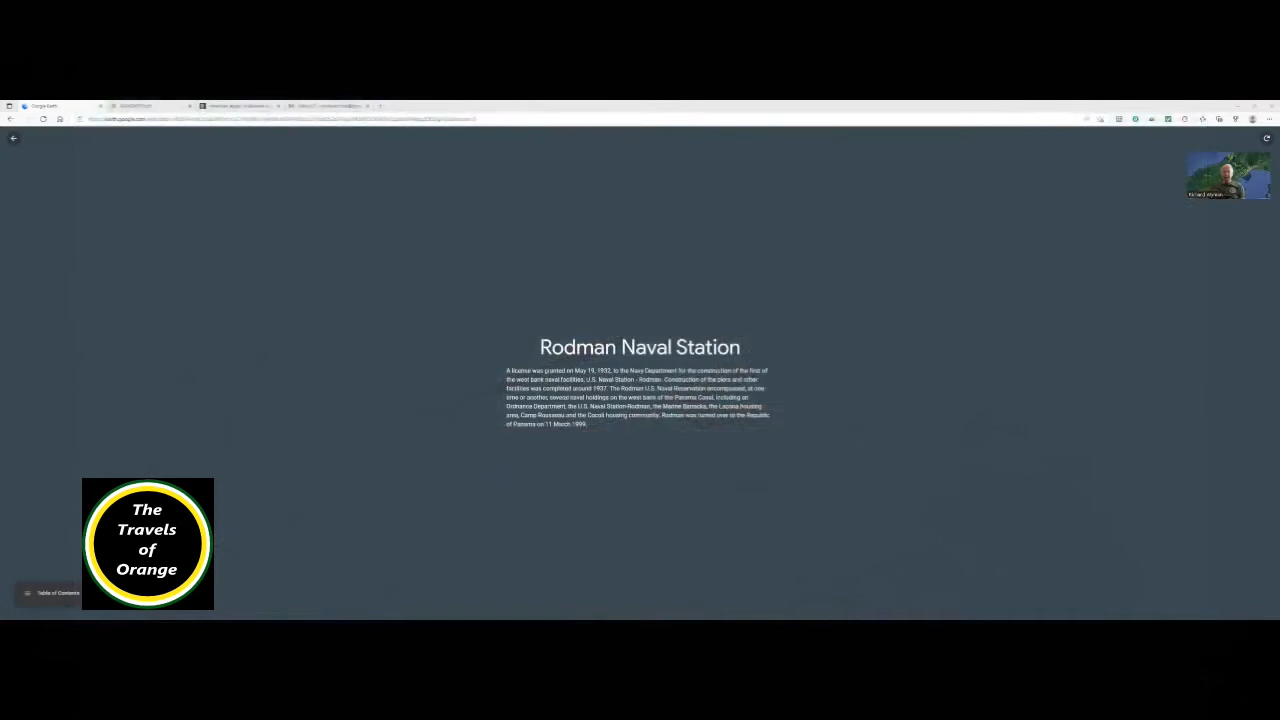 Google Earth
Rodman Naval Station
A license was granted on May 19, 1932, to the Navy Department for the construction of the first of
the west bank naval facilities, U.S. Naval Station - Rodman. Construction of the piers and other
facilities was completed around 1937. The Rodman U.S. Naval Reservation encompassed, at one
time or another, several naval holdings on the west bank of the Panama Canal, including an
Ordnance Department, the U.S. Naval Station-Rodman, the Marine Barracks, the Lacona housing
area, Camp Rousseau and the Cocoli housing community. Rodman was turned over to the Republic
of Panama on 11 March 1999.
The
Travels
of
Orange
Table of Contents